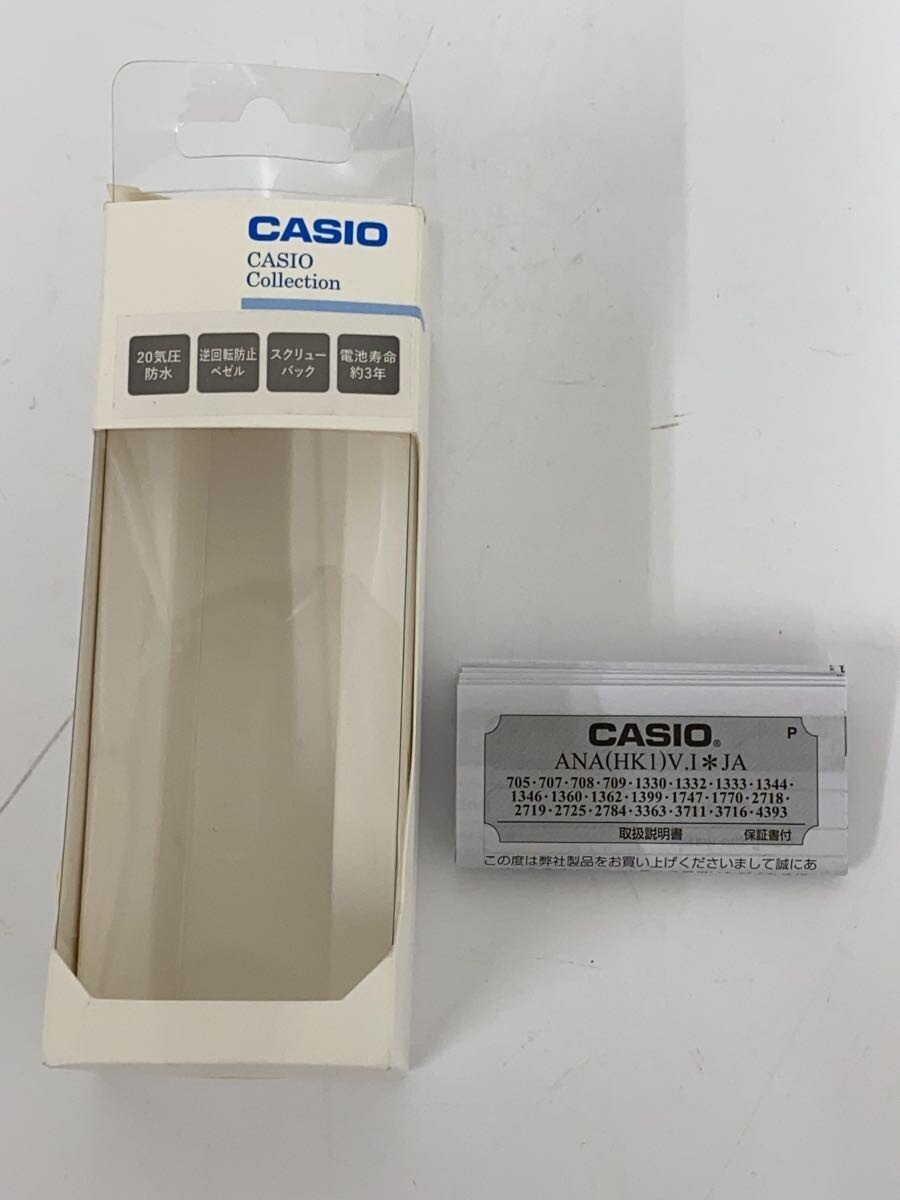 CASIO
CASIO
Collection
20気圧
防水
逆回転防止
ベゼル
スクリュー
バック
電池寿命
約3年
CASIO®
P
ANA(HK1)V.I＊JA
705・707・708・709・1330・1332・1333・1344・
1346・1360・1362・1399・1747・1770・2718・
2719・2725・2784・3363・3711・3716・4393
取扱説明書 保証書付
この度は弊社製品をお買い上げくださいまして誠にあ